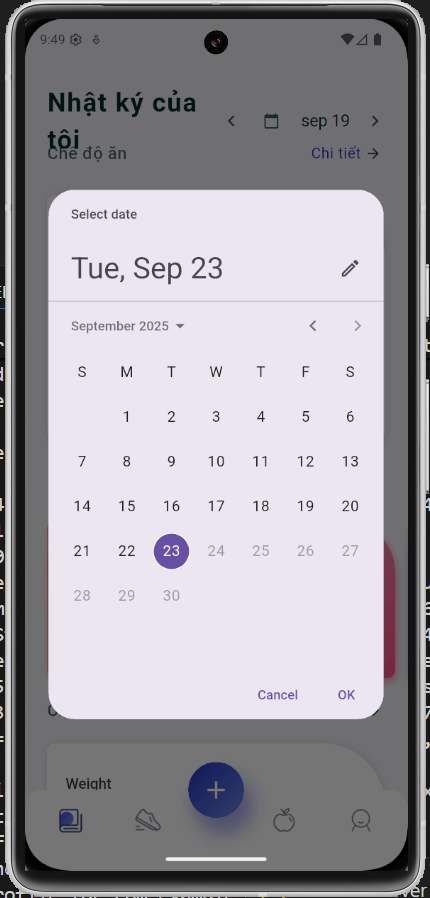 9:49
Nhật ký của
tôi
sep 19
Chế độ ăn
Chi tiết
Select date
Tue, Sep 23
September 2025
S M T W T F S
1 2 3 4 5 6
7 8 9 10 11 12 13
14 15 16 17 18 19 20
21 22 23 24 25 26 27
28 29 30
Cancel OK
Weight